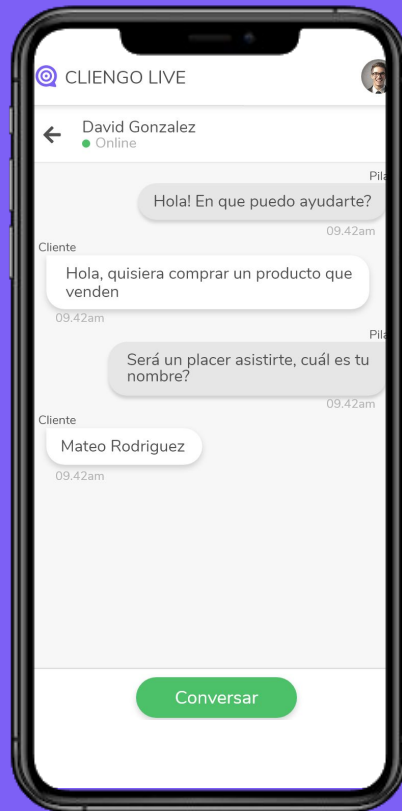 CLIENGO LIVE
David Gonzalez
Online
Pila
Hola! En que puedo ayudarte?
09.42am
Cliente
Hola, quisiera comprar un producto que
venden
09.42am
Pila
Será un placer asistirte, cuál es tu
nombre?
09.42am
Cliente
Mateo Rodriguez
09.42am
Conversar